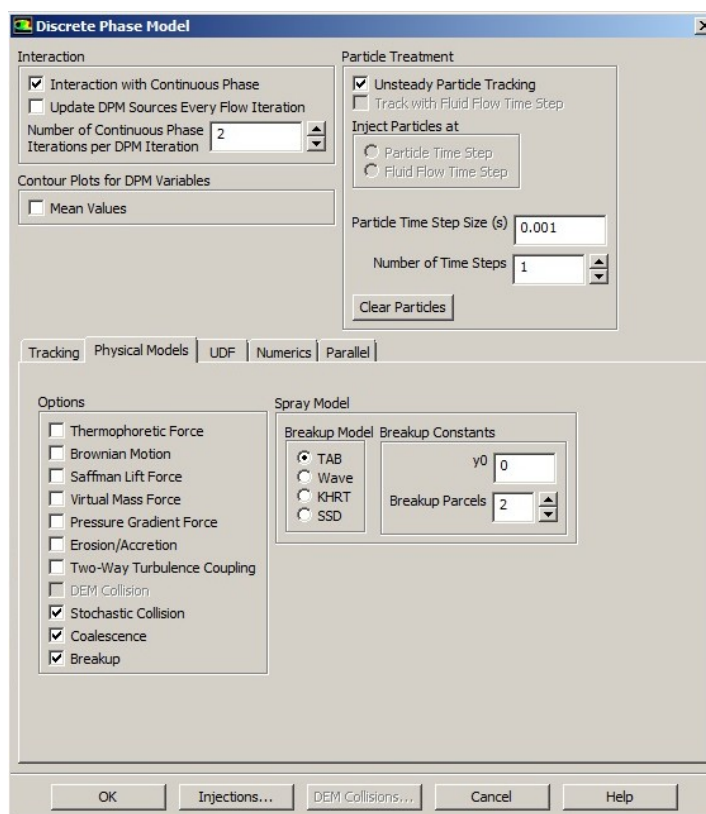 Discrete Phase Model
Interaction
Interaction with Continuous Phase
Update DPM Sources Every Flow Iteration
Number of Continuous Phase
Iterations per DPM Iteration
2
Contour Plots for DPM Variables
Mean Values
Particle Treatment
Unsteady Particle Tracking
Track with Fluid Flow Time Step
Inject Particles at
Particle Time Step
Fluid Flow Time Step
Particle Time Step Size (s) 0.001
Number of Time Steps 1
Clear Particles
Tracking Physical Models UDF Numerics Parallel
Options
Thermophoretic Force
Brownian Motion
Saffman Lift Force
Virtual Mass Force
Pressure Gradient Force
Erosion/Accretion
Two-Way Turbulence Coupling
DEM Collision
Stochastic Collision
Coalescence
Breakup
Spray Model
Breakup Model
TAB
Wave
KHRT
SSD
Breakup Constants
y0 0
Breakup Parcels 2
OK Injections... DEM Collisions... Cancel Help